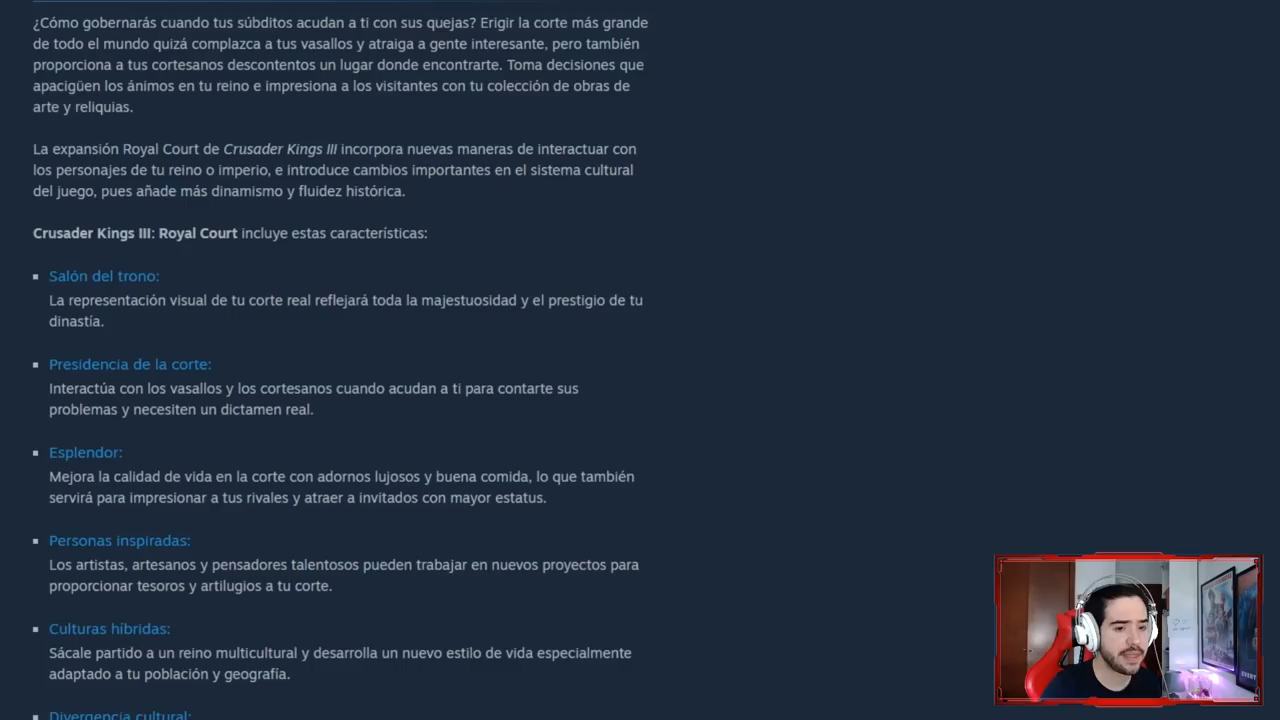 ¿Cómo gobernarás cuando tus súbditos acudan a ti con sus quejas? Erigir la corte más grande
de todo el mundo quizá complazca a tus vasallos y atraiga a gente interesante, pero también
proporciona a tus cortesanos descontentos un lugar donde encontrarte. Toma decisiones que
apacigüen los ánimos en tu reino e impresiona a los visitantes con tu colección de obras de
arte y reliquias.
La expansión Royal Court de Crusader Kings III incorpora nuevas maneras de interactuar con
los personajes de tu reino o imperio, e introduce cambios importantes en el sistema cultural
del juego, pues añade más dinamismo y fluidez histórica.
Crusader Kings III: Royal Court incluye estas características:
Salón del trono:
La representación visual de tu corte real reflejará toda la majestuosidad y el prestigio de tu
dinastía.
Presidencia de la corte:
Interactúa con los vasallos y los cortesanos cuando acudan a ti para contarte sus
problemas y necesiten un dictamen real.
Esplendor:
Mejora la calidad de vida en la corte con adornos lujosos y buena comida, lo que también
servirá para impresionar a tus rivales y atraer a invitados con mayor estatus.
Personas inspiradas:
Los artistas, artesanos y pensadores talentosos pueden trabajar en nuevos proyectos para
proporcionar tesoros y artilugios a tu corte.
Culturas híbridas:
Sácale partido a un reino multicultural y desarrolla un nuevo estilo de vida especialmente
adaptado a tu población y geografía.
Divergencia cultural: